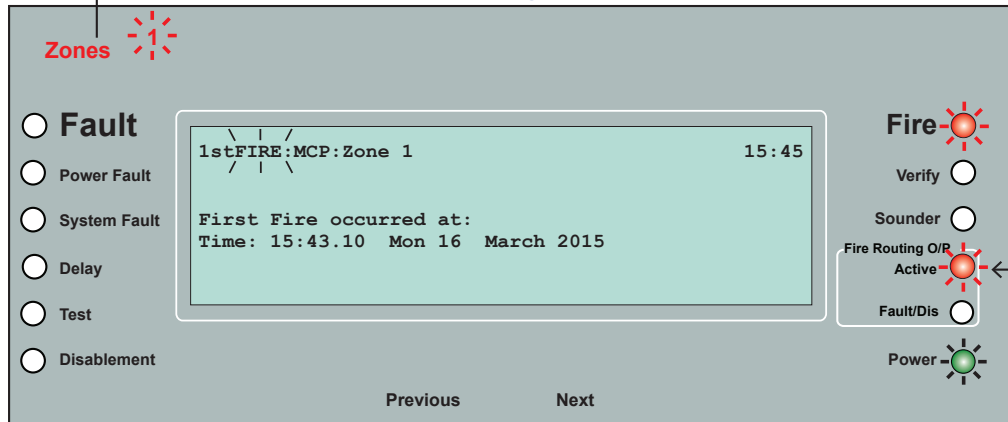 Zones 1
Fault
Power Fault
System Fault
Delay
Test
Disablement
1stFIRE:MCP:Zone 1 15:45
First Fire occurred at:
Time: 15:43.10 Mon 16 March 2015
Fire
Verify
Sounder
Fire Routing O/P
Active
Fault/Dis
Power
Previous Next